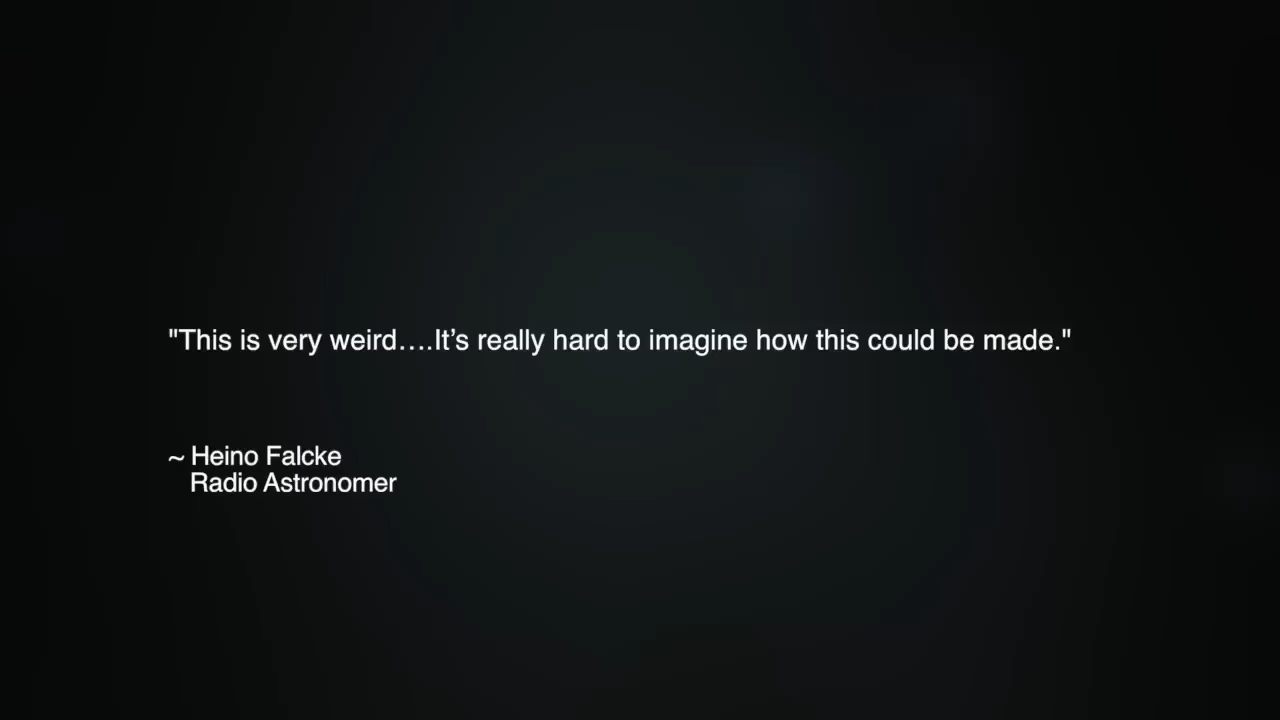 "This is very weird….It’s really hard to imagine how this could be made."
~ Heino Falcke
Radio Astronomer